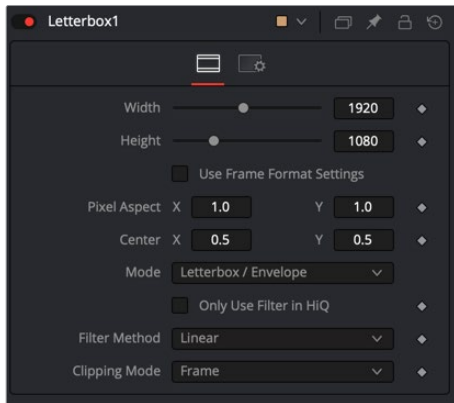 Letterbox1
Width 1920
Height 1080
Use Frame Format Settings
Pixel Aspect X 1.0 Y 1.0
Center X 0.5 Y 0.5
Mode Letterbox / Envelope
Only Use Filter in HiQ
Filter Method Linear
Clipping Mode Frame